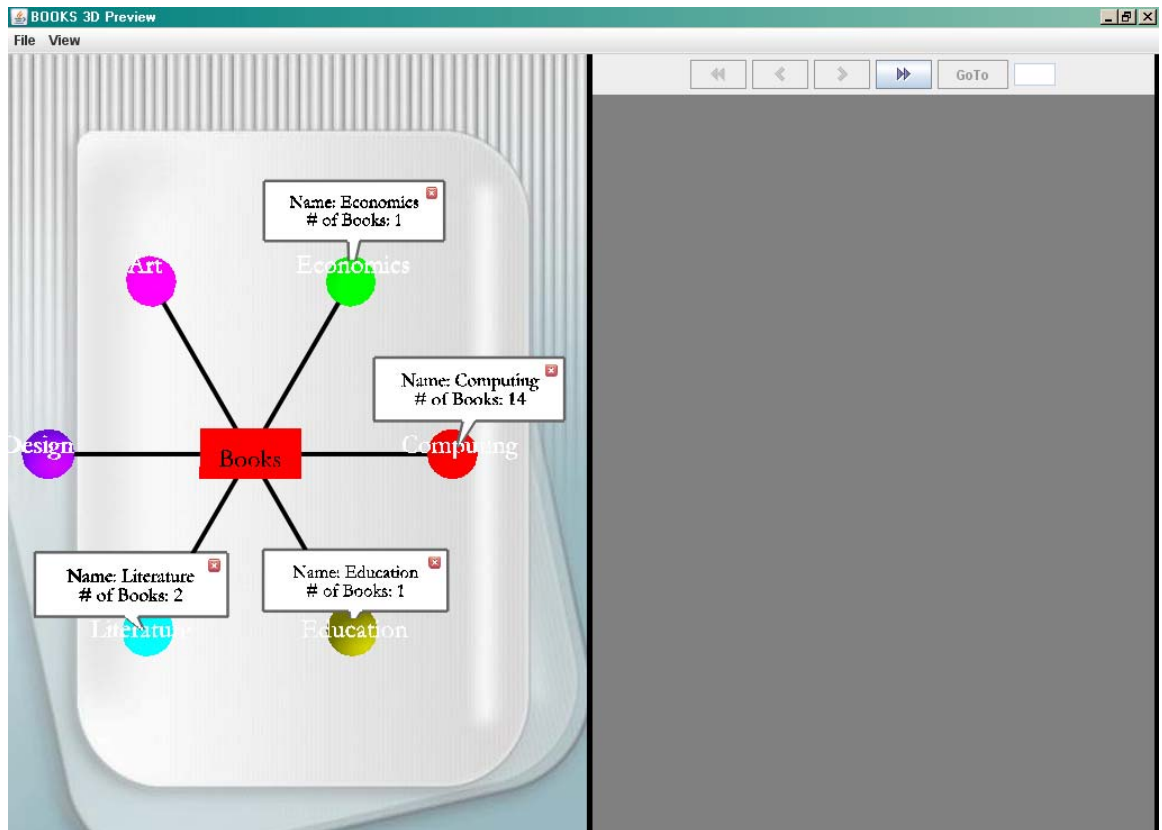 BOOKS 3D Preview
File View
GoTo
Name: Economics
# of Books: 1
Art
Economics
Name: Computing
# of Books: 14
Design
Books
Computing
Name: Literature
# of Books: 2
Name: Education
# of Books: 1
Literature
Education